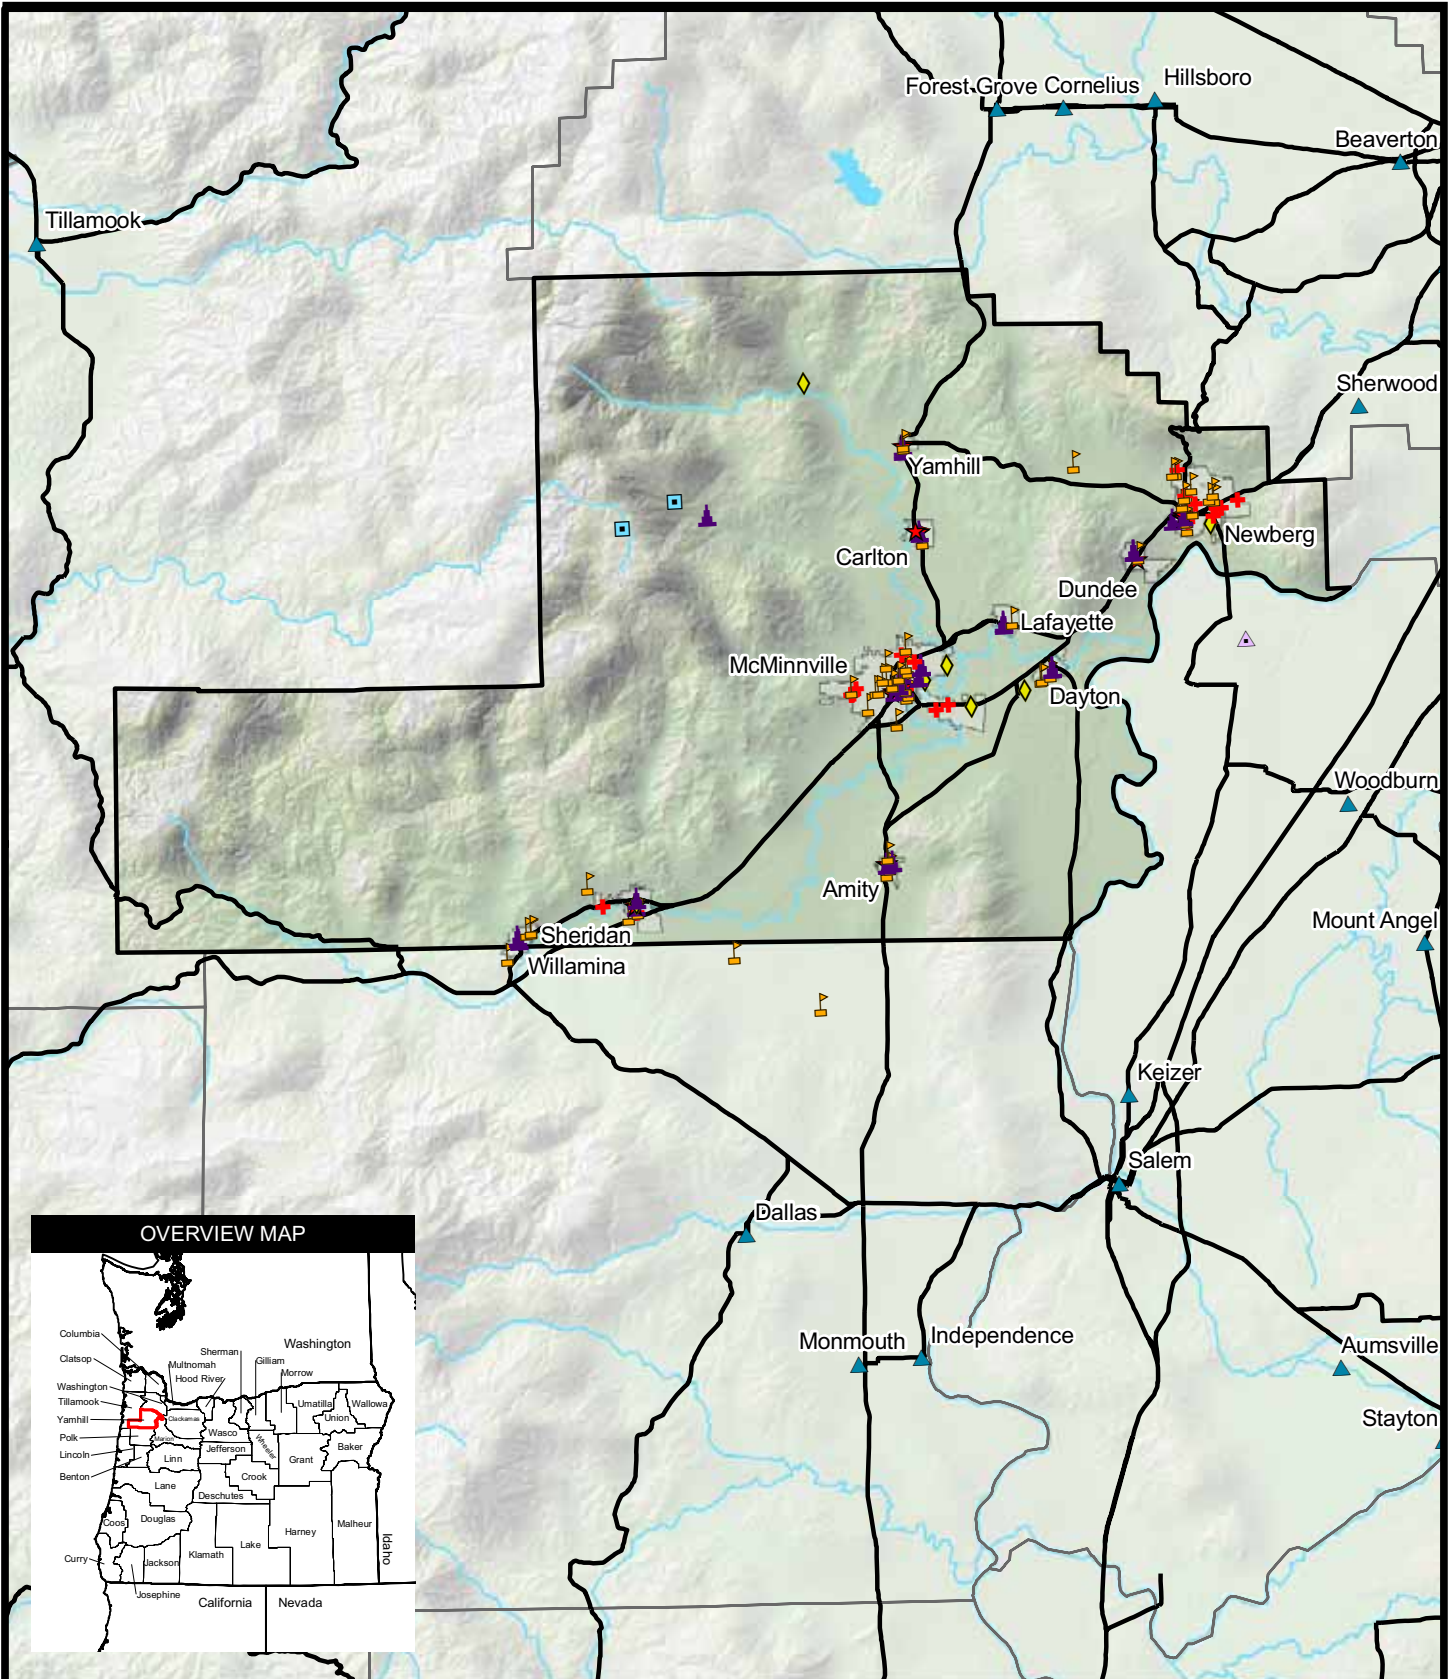 Forest Grove
Cornelius
Hillsboro
Beaverton
Tillamook
Sherwood
Yamhill
Newberg
Carlton
Dundee
Lafayette
McMinnville
Dayton
Woodburn
Amity
Mount Angel
Sheridan
Willamina
Keizer
Salem
Dallas
Monmouth
Independence
Aumsville
Stayton
OVERVIEW MAP
Columbia
Clatsop
Washington
Tillamook
Yamhill
Polk
Lincoln
Benton
Multnomah
Hood River
Sherman
Gilliam
Morrow
Washington
Umatilla
Union
Wallowa
Clackamas
Marion
Wasco
Wheeler
Jefferson
Linn
Grant
Baker
Crook
Lane
Deschutes
Coos
Douglas
Harney
Malheur
Lake
Klamath
Curry
Jackson
Josephine
Idaho
California
Nevada